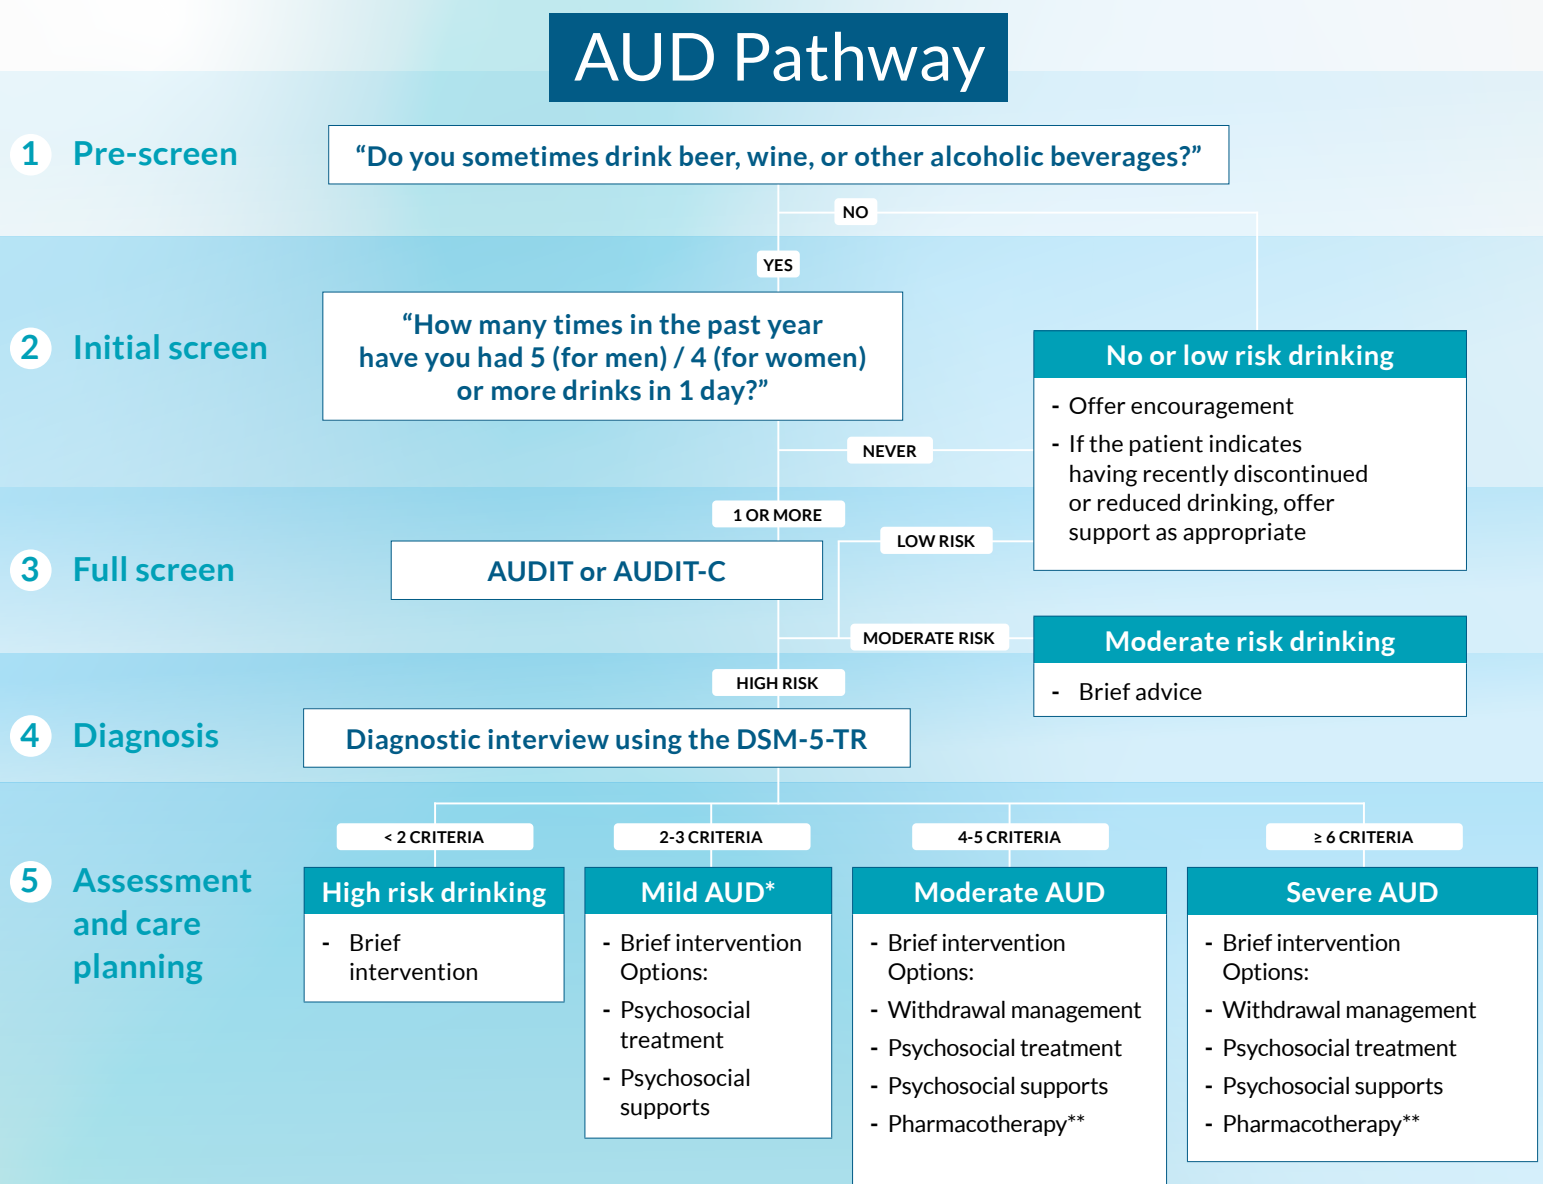 AUD Pathway
1 Pre-screen
“Do you sometimes drink beer, wine, or other alcoholic beverages?”
NO
YES
2 Initial screen
“How many times in the past year
have you had 5 (for men) / 4 (for women)
or more drinks in 1 day?”
No or low risk drinking
- Offer encouragement
- If the patient indicates
having recently discontinued
or reduced drinking, offer
support as appropriate
NEVER
1 OR MORE
LOW RISK
3 Full screen
AUDIT or AUDIT-C
MODERATE RISK
Moderate risk drinking
- Brief advice
HIGH RISK
4 Diagnosis
Diagnostic interview using the DSM-5-TR
5 Assessment
and care
planning
< 2 CRITERIA
High risk drinking
- Brief
intervention
2-3 CRITERIA
Mild AUD*
- Brief intervention
Options:
- Psychosocial
treatment
- Psychosocial
supports
4-5 CRITERIA
Moderate AUD
- Brief intervention
Options:
- Withdrawal management
- Psychosocial treatment
- Psychosocial supports
- Pharmacotherapy**
≥ 6 CRITERIA
Severe AUD
- Brief intervention
Options:
- Withdrawal management
- Psychosocial treatment
- Psychosocial supports
- Pharmacotherapy**